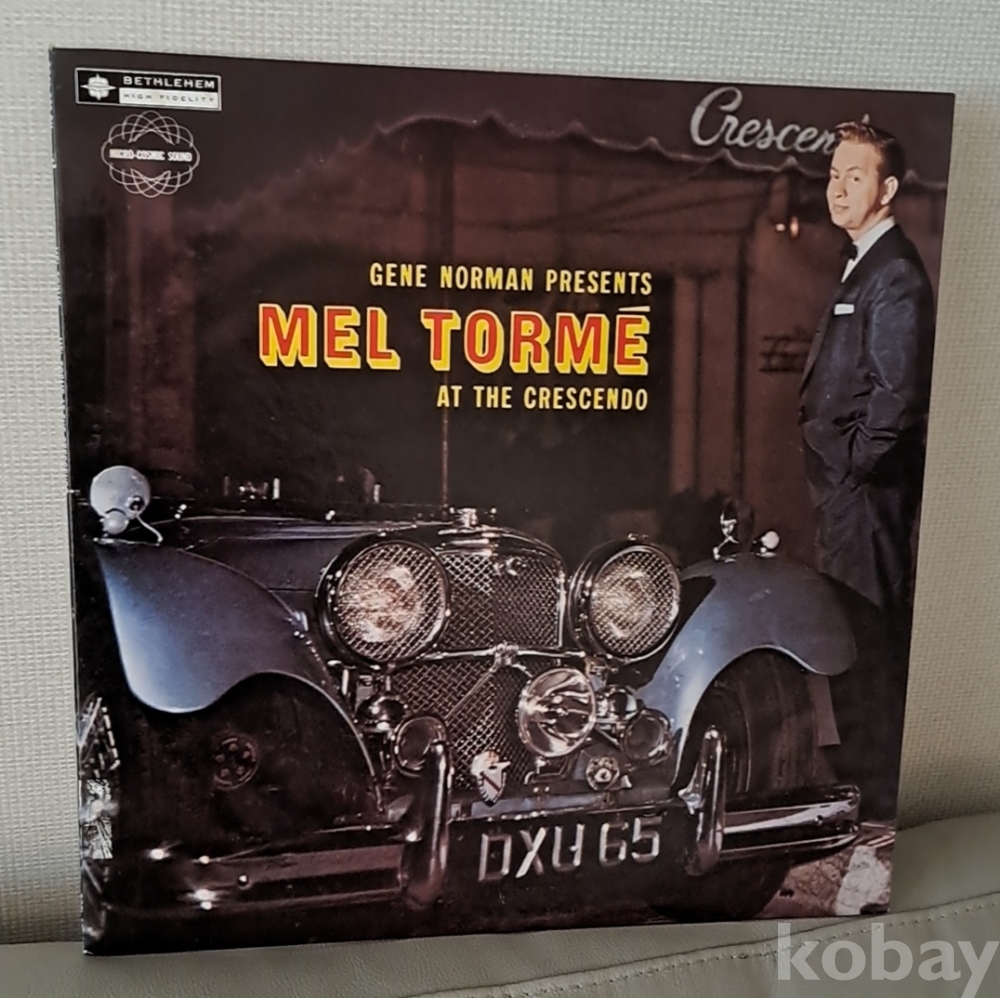 BETHLEHEM
HIGH FIDELITY
MICRO-COSMIC SOUND
Crescen
GENE NORMAN PRESENTS
MEL TORMÉ
AT THE CRESCENDO
DXU 65
kobay